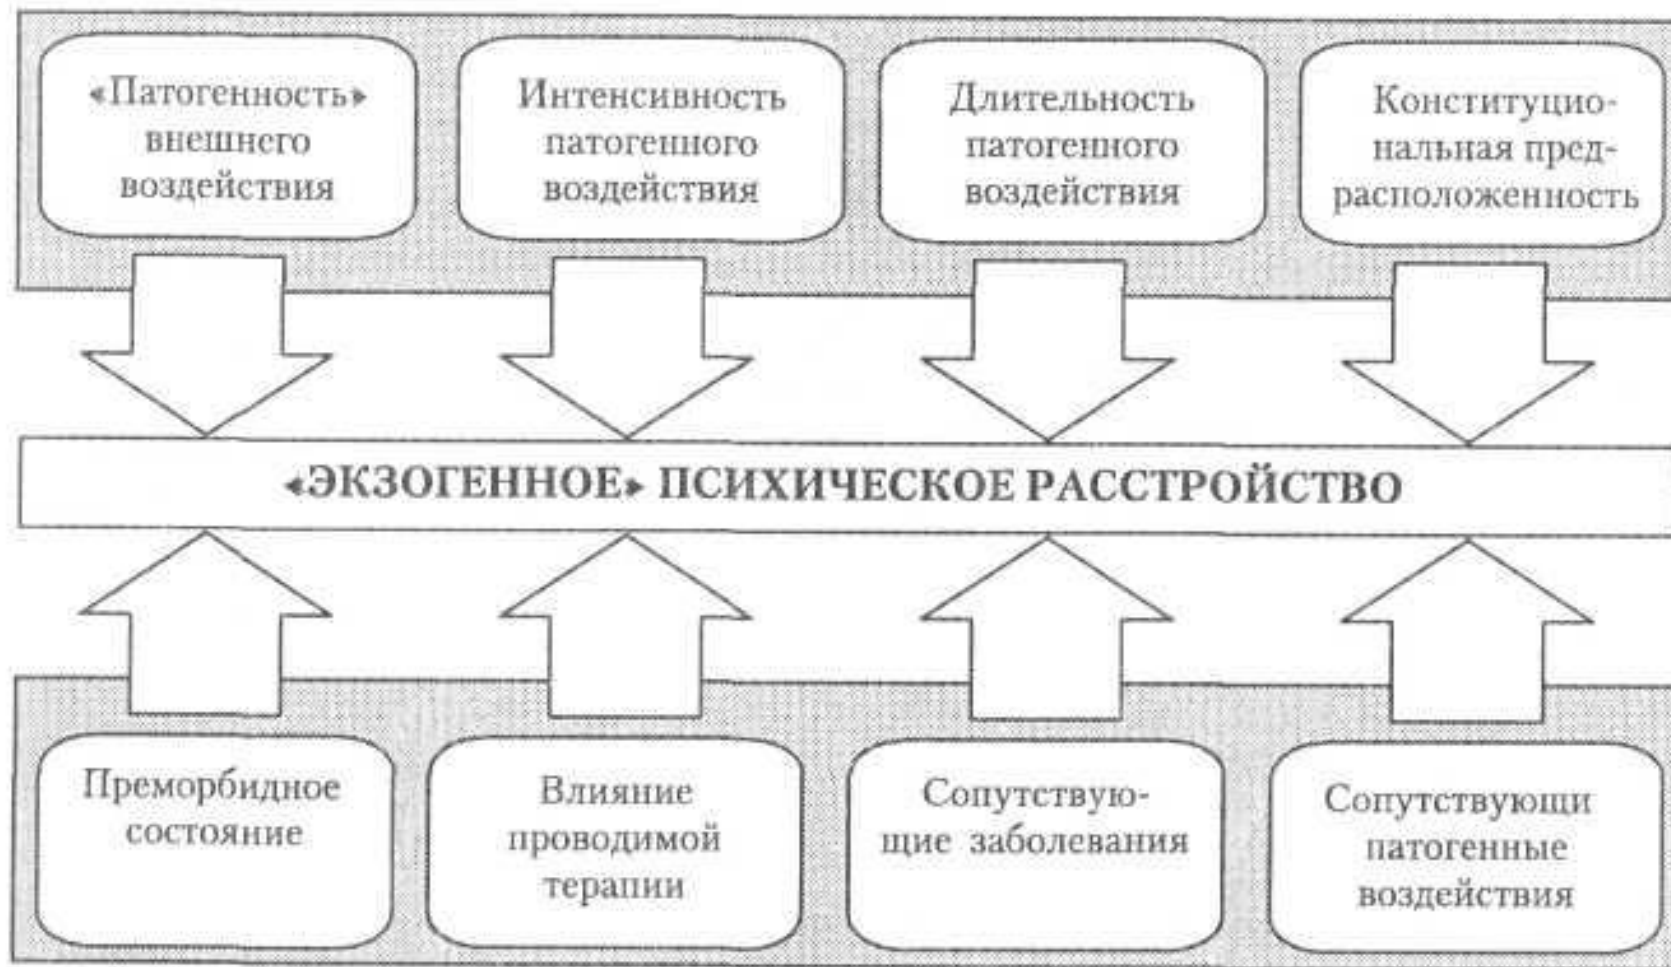 «Патогенность»
внешнего
воздействия
Интенсивность
патогенного
воздействия
Длительность
патогенного
воздействия
Конституцио-
нальная пред-
расположенность
«ЭКЗОГЕННОЕ» ПСИХИЧЕСКОЕ РАССТРОЙСТВО
Преморбидное
состояние
Влияние
проводимой
терапии
Сопутствую-
щие заболевания
Сопутствующи
патогенные
воздействия